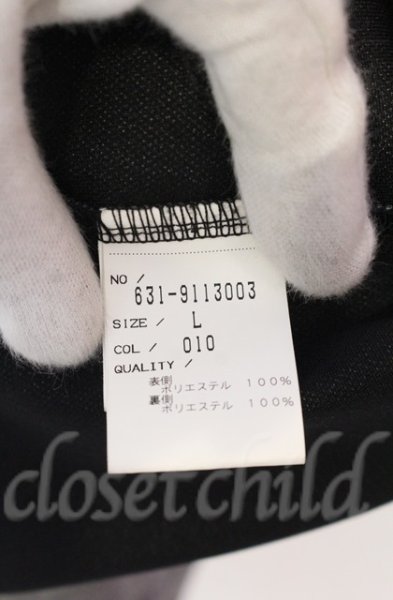 NO /
631-9113003
SIZE / L
COL / 010
QUALITY /
表側
ポリエステル 100%
裏側
ポリエステル 100%
closet child